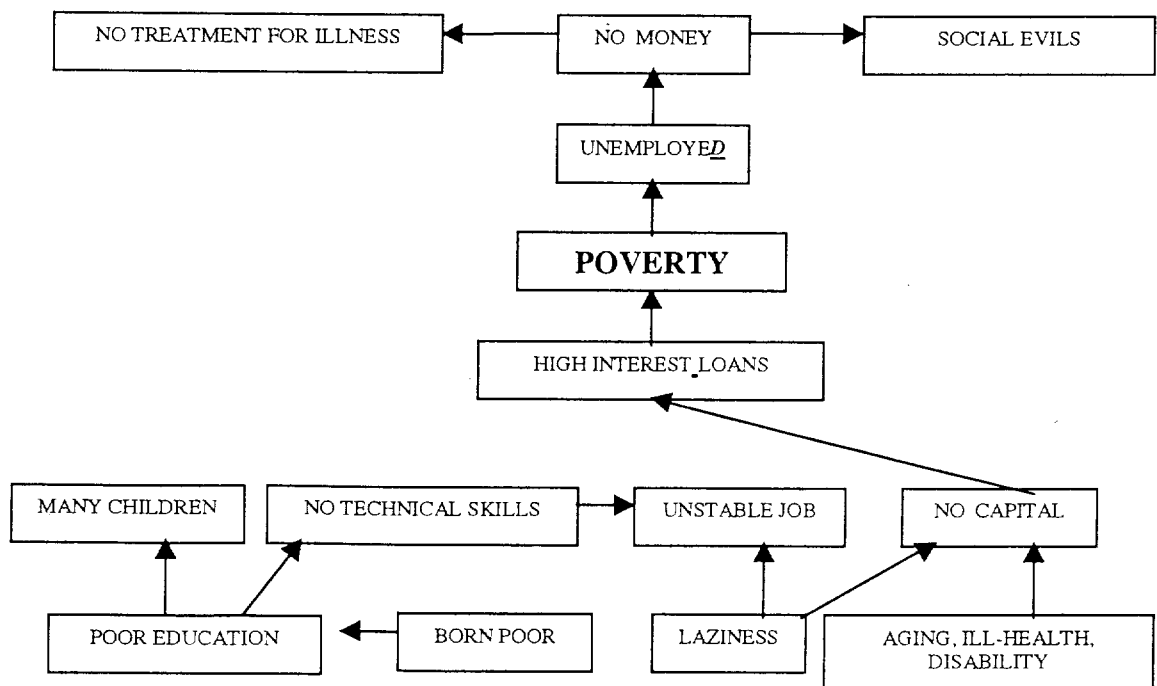 NO TREATMENT FOR ILLNESS
NO MONEY
SOCIAL EVILS
UNEMPLOYED
POVERTY
HIGH INTEREST LOANS
MANY CHILDREN
NO TECHNICAL SKILLS
UNSTABLE JOB
NO CAPITAL
POOR EDUCATION
BORN POOR
LAZINESS
AGING, ILL-HEALTH,
DISABILITY